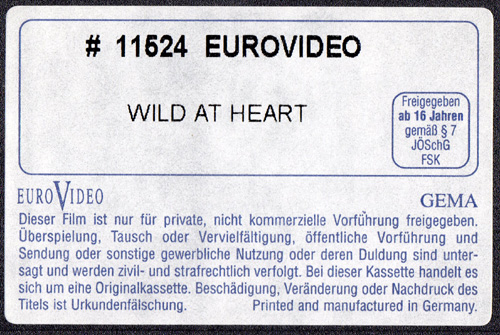 # 11524 EUROVIDEO
WILD AT HEART
Freigegeben
ab 16 Jahren
gemäß § 7
JÖSchG
FSK
EUROVIDEO
GEMA
Dieser Film ist nur für private, nicht kommerzielle Vorführung freigegeben.
Überspielung, Tausch oder Vervielfältigung, öffentliche Vorführung und
Sendung oder sonstige gewerbliche Nutzung oder deren Duldung sind unter-
sagt und werden zivil- und strafrechtlich verfolgt. Bei dieser Kassette handelt es
sich um eine Originalkassette. Beschädigung, Veränderung oder Nachdruck des
Titels ist Urkundenfälschung. Printed and manufactured in Germany.